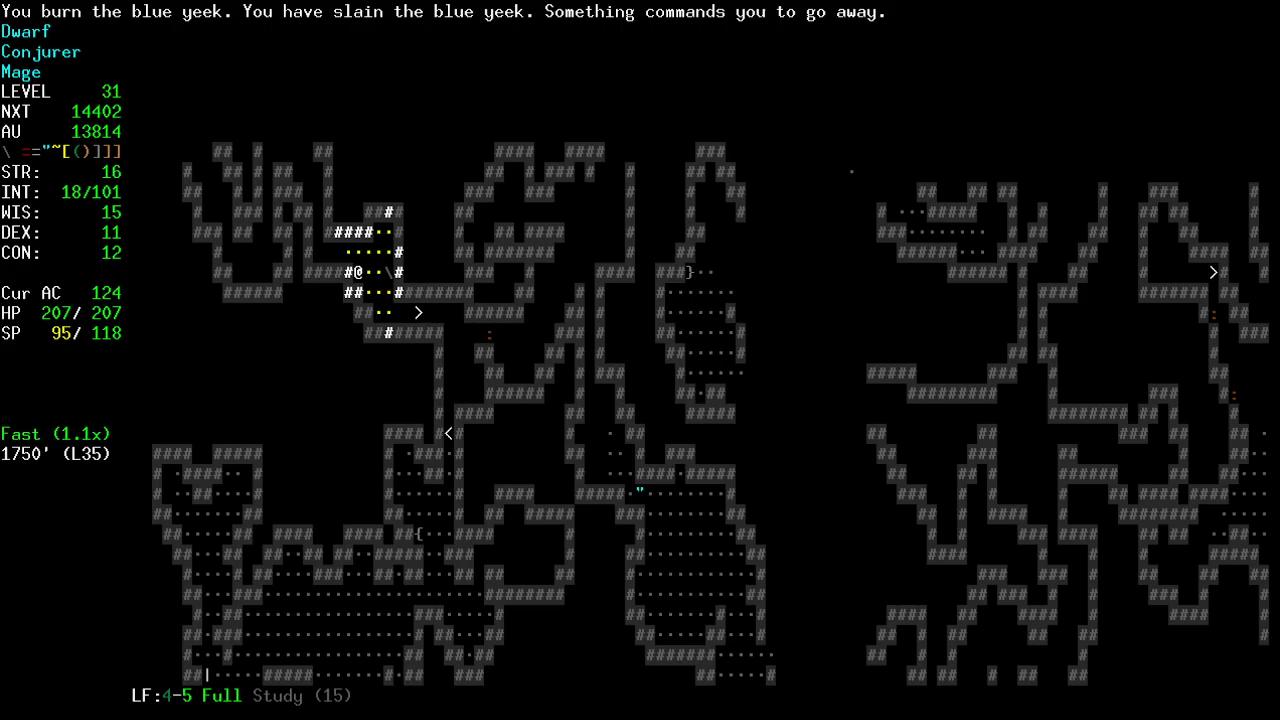 You burn the blue yeek. You have slain the blue yeek. Something commands you to go away.
Dwarf
Conjurer
Mage
LEVEL 31
NXT 14402
AU 13814
\ =="~[()]]]
STR: 16
INT: 18/101
WIS: 15
DEX: 11
CON: 12
Cur AC 124
HP 207/ 207
SP 95/ 118
Fast (1.1x)
1750' (L35)
LF:4-5 Full Study (15)